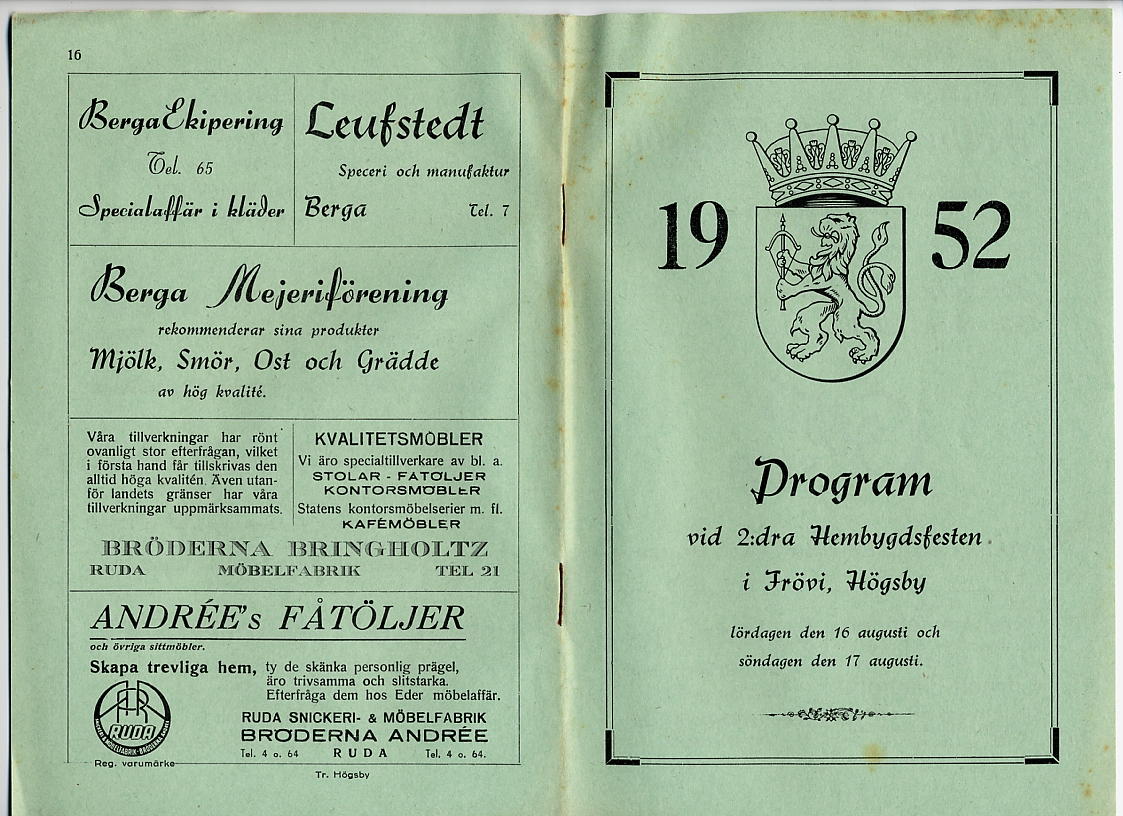 16
Berga Ekipering
Tel. 65
Specialaffär i kläder
Leufstedt
Speceri och manufaktur
Berga Tel. 7
Berga Mejeriförening
rekommenderar sina produkter
Mjölk, Smör, Ost och Grädde
av hög kvalité.
Våra tillverkningar har rönt
ovanligt stor efterfrågan, vilket
i första hand får tillskrivas den
alltid höga kvalitén. Även utan-
för landets gränser har våra
tillverkningar uppmärksammats.
KVALITETSMÖBLER
Vi äro specialtillverkare av bl. a.
STOLAR - FÅTÖLJER
KONTORSMÖBLER
Statens kontorsmöbelserier m. fl.
KAFÉMÖBLER
BRÖDERNA BRINGHOLTZ
RUDA MÖBELFABRIK TEL 21
ANDRÉE's FÅTÖLJER
och övriga sittmöbler.
Skapa trevliga hem, ty de skänka personlig prägel,
äro trivsamma och slitstarka.
Efterfråga dem hos Eder möbelaffär.
RUDA
RUDA SNICKERI- & MÖBELFABRIK
BRÖDERNA ANDRÉE
Tel. 4 o. 64 RUDA Tel. 4 o. 64.
Reg. varumärke
Tr. Högsby
19 52
Program
vid 2:dra Hembygdsfesten
i Frövi, Högsby
lördagen den 16 augusti och
söndagen den 17 augusti.